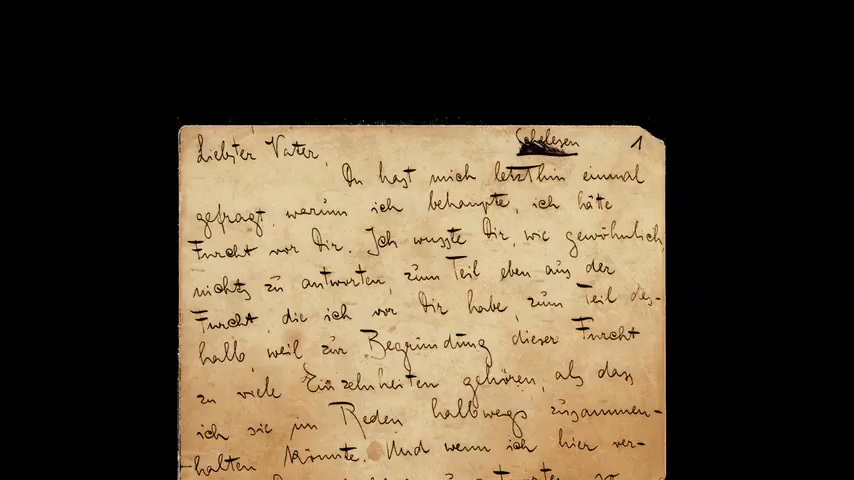 Schelesen 1
Liebster Vater,
Du hast mich letzthin einmal
gefragt, warum ich behaupte, ich hätte
Furcht vor Dir. Ich wusste Dir, wie gewöhnlich,
nichts zu antworten, zum Teil eben aus der
Furcht, die ich vor Dir habe, zum Teil des-
halb, weil zur Begründung dieser Furcht
zu viele Einzelnheiten gehören, als dass
ich sie im Reden halbwegs zusammen-
halten könnte. Und wenn ich hier ver-